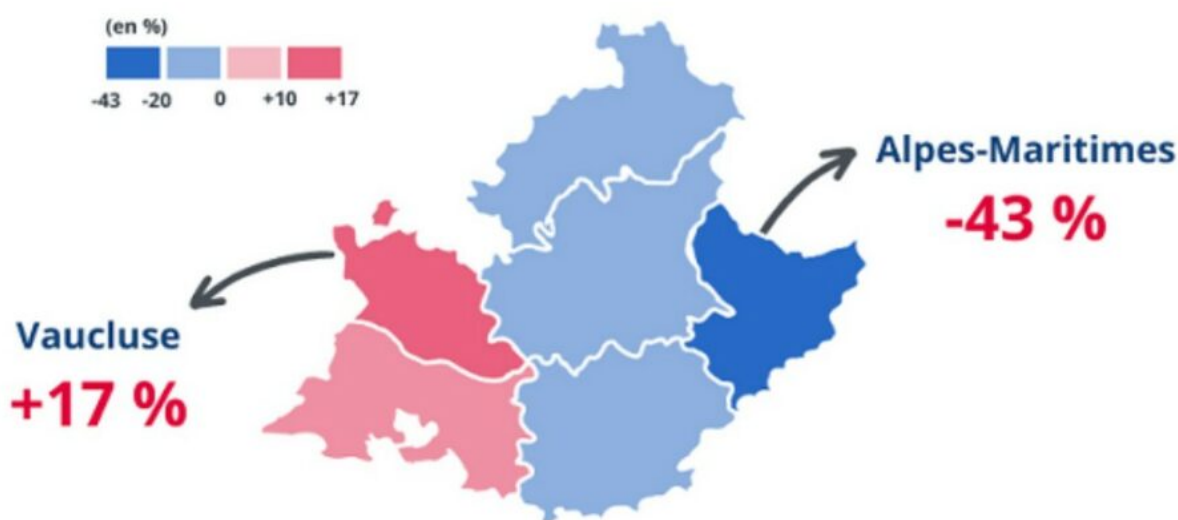 (en %)
-43 -20 0 +10 +17
Alpes-Maritimes
-43 %
Vaucluse
+17 %